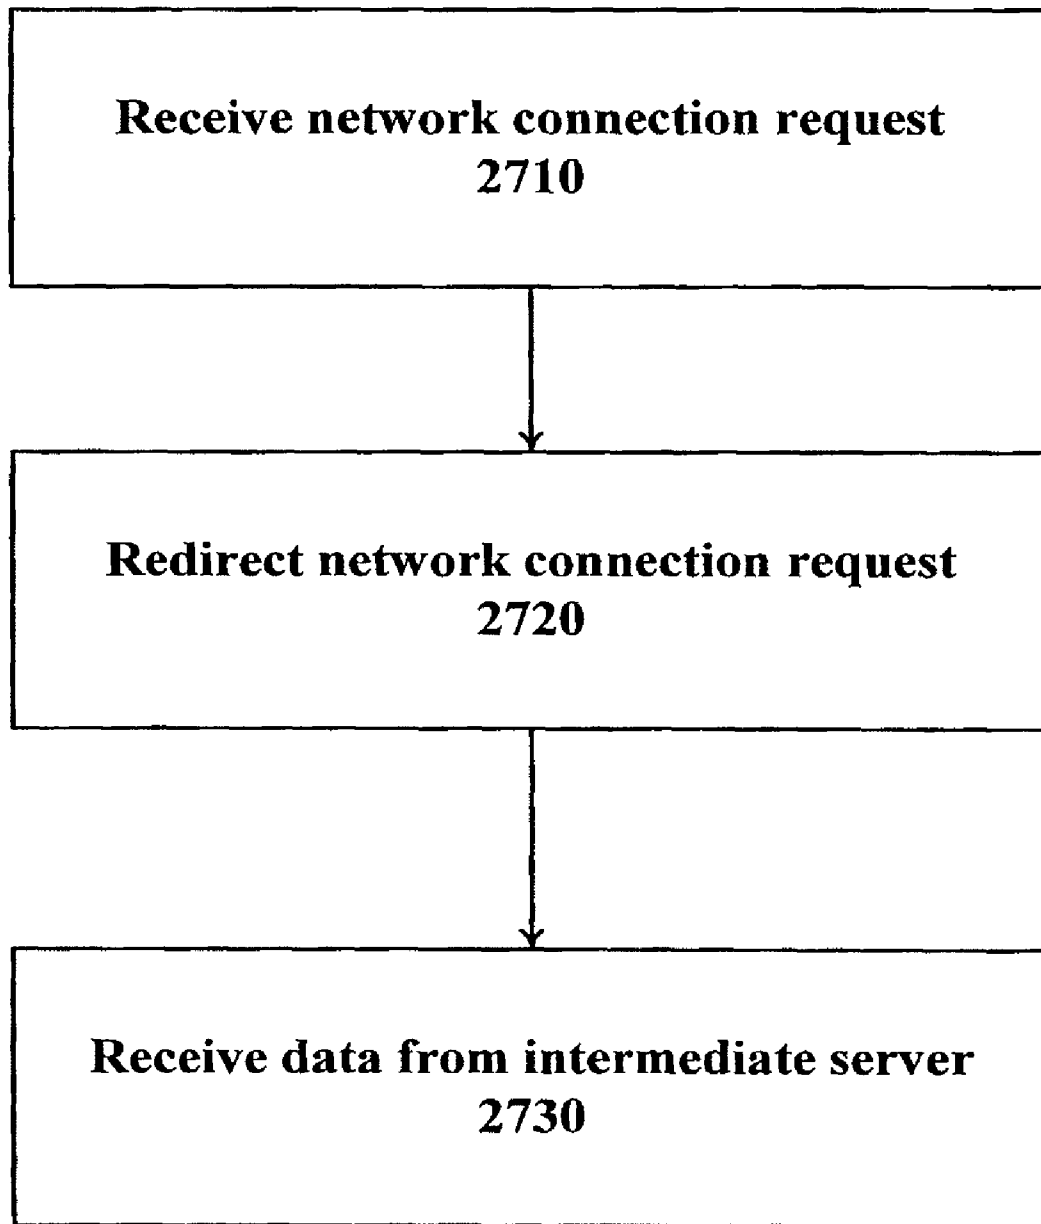 Receive network connection request
2710
Redirect network connection request
2720
Receive data from intermediate server
2730